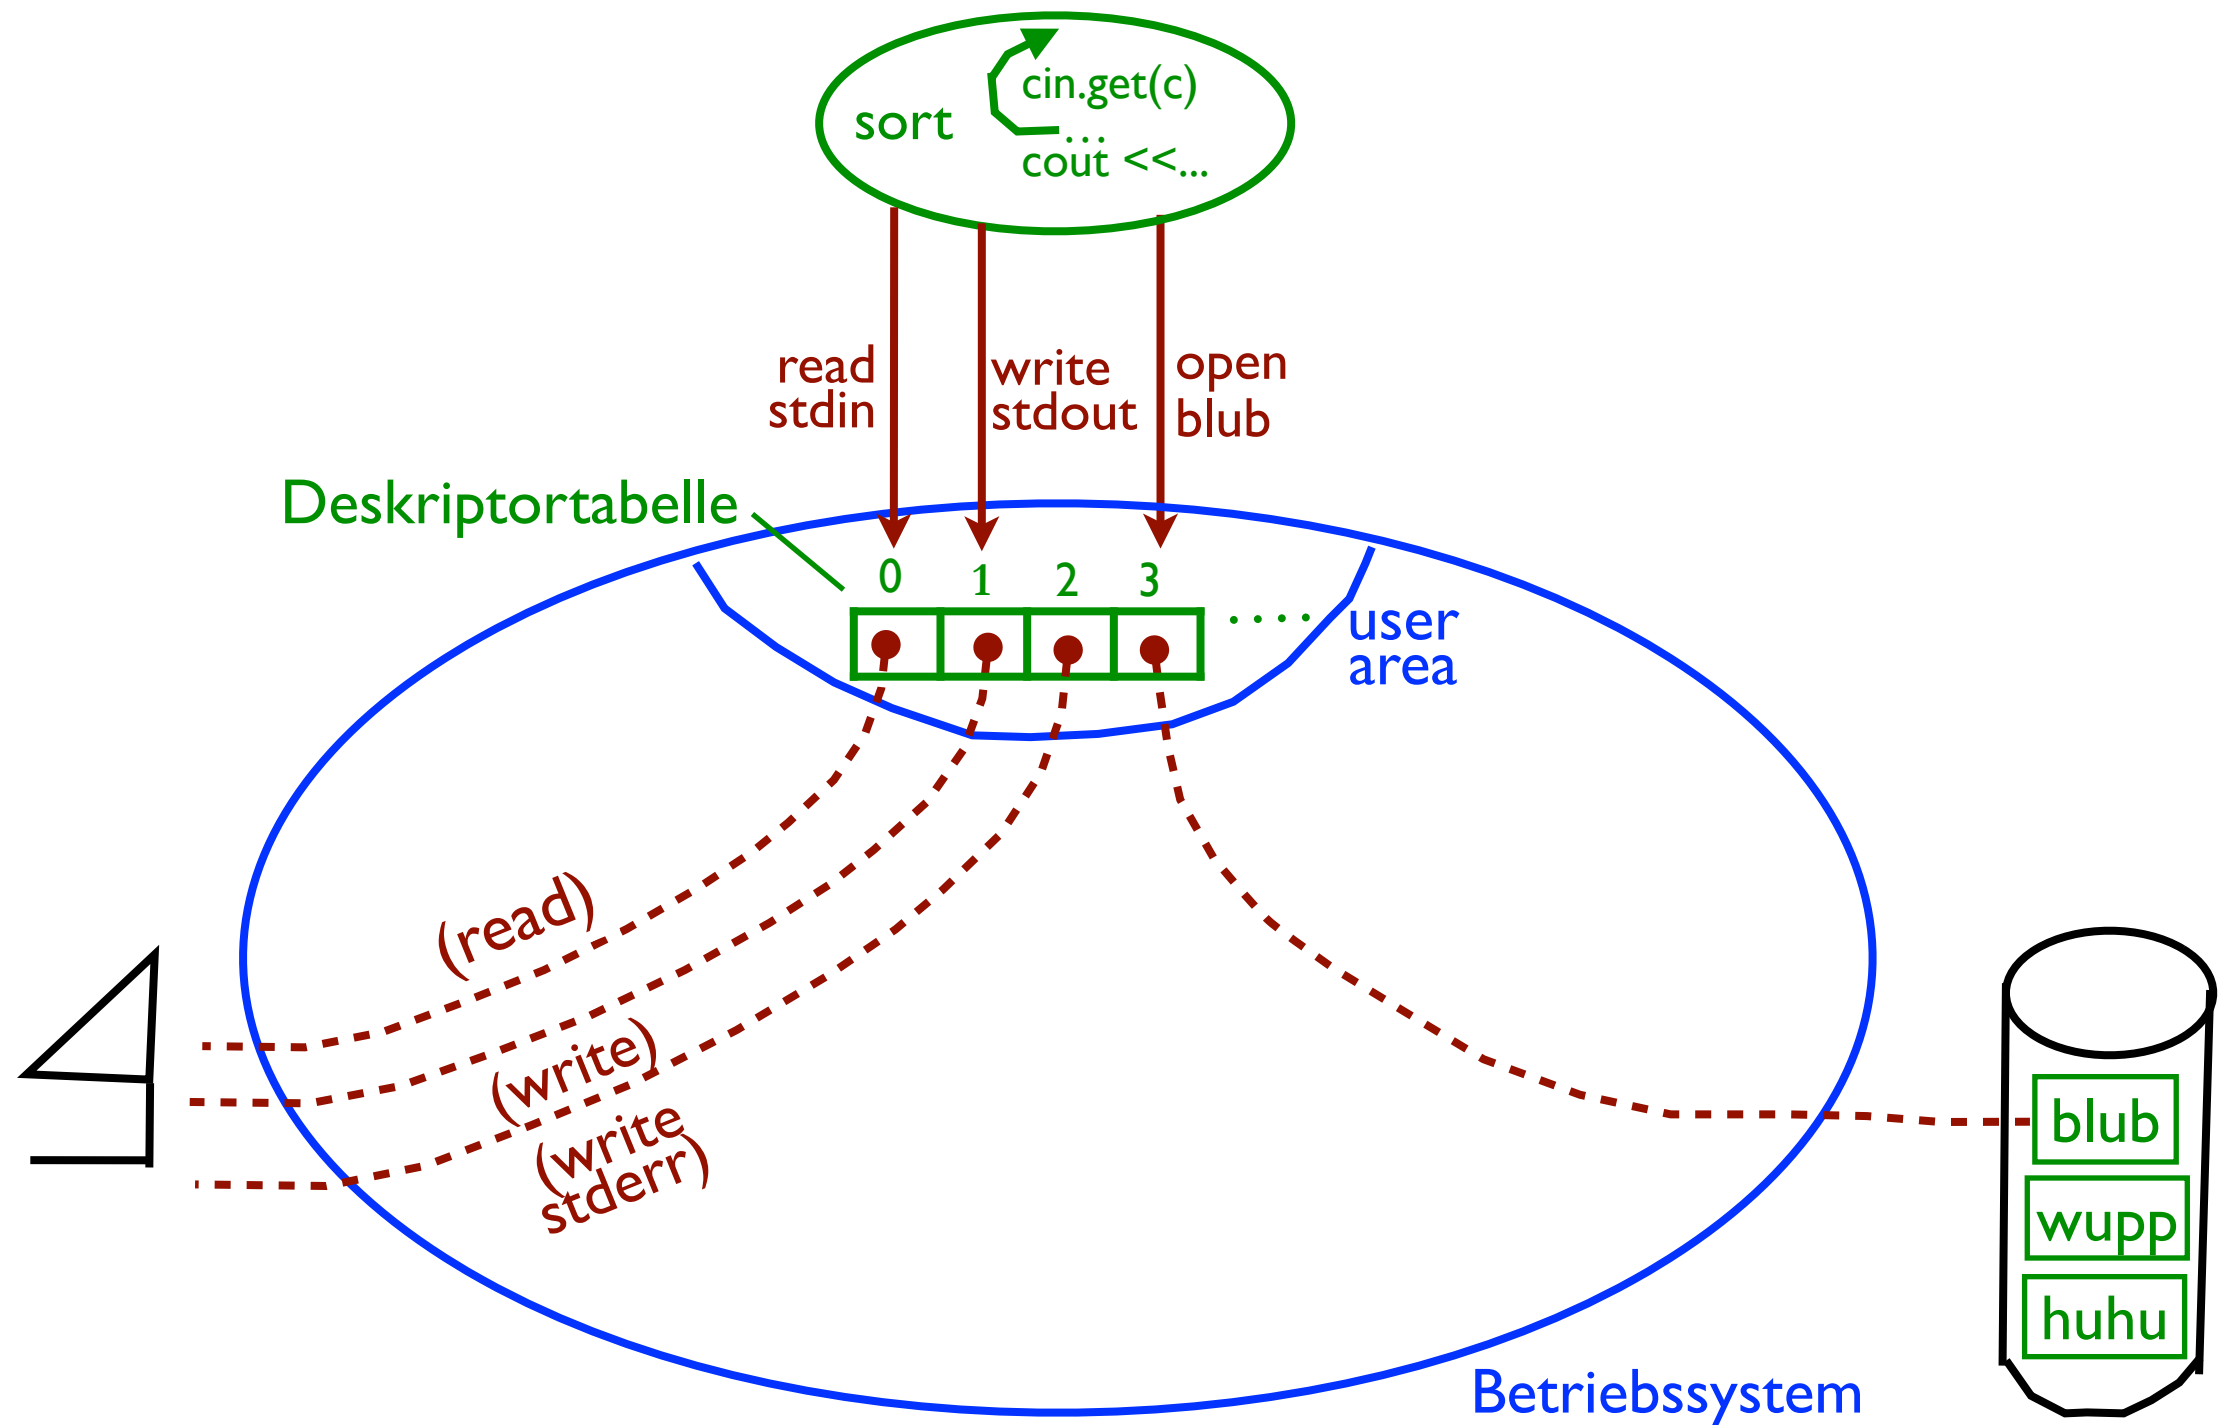 cin.get(c)
sort
...
cout <<...
read
stdin
write
stdout
open
blub
Deskriptortabelle
0 1 2 3
....
user
area
(read)
(write)
(write
stderr)
blub
wupp
huhu
Betriebssystem